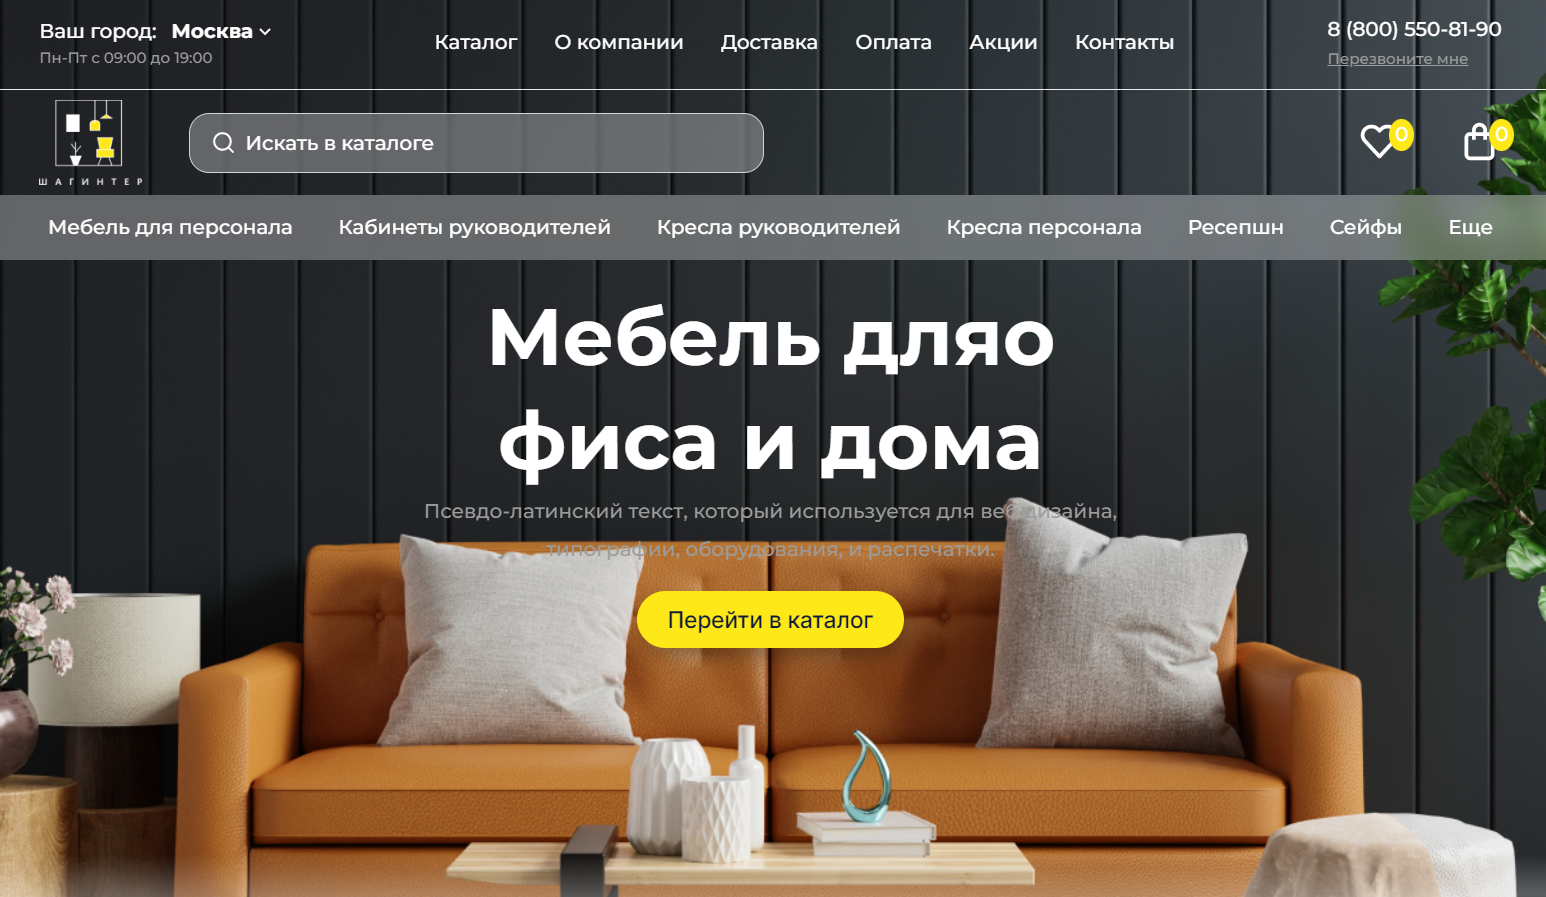 Ваш город: Москва
Пн-Пт с 09:00 до 19:00
Каталог О компании Доставка Оплата Акции Контакты
8 (800) 550-81-90
Перезвоните мне
ШАГИНТЕР
Искать в каталоге
0 0
Мебель для персонала Кабинеты руководителей Кресла руководителей Кресла персонала Ресепшн Сейфы Еще
Мебель дляо
фиса и дома
Псевдо-латинский текст, который используется для веб дизайна,
типографии, оборудования, и распечатки.
Перейти в каталог